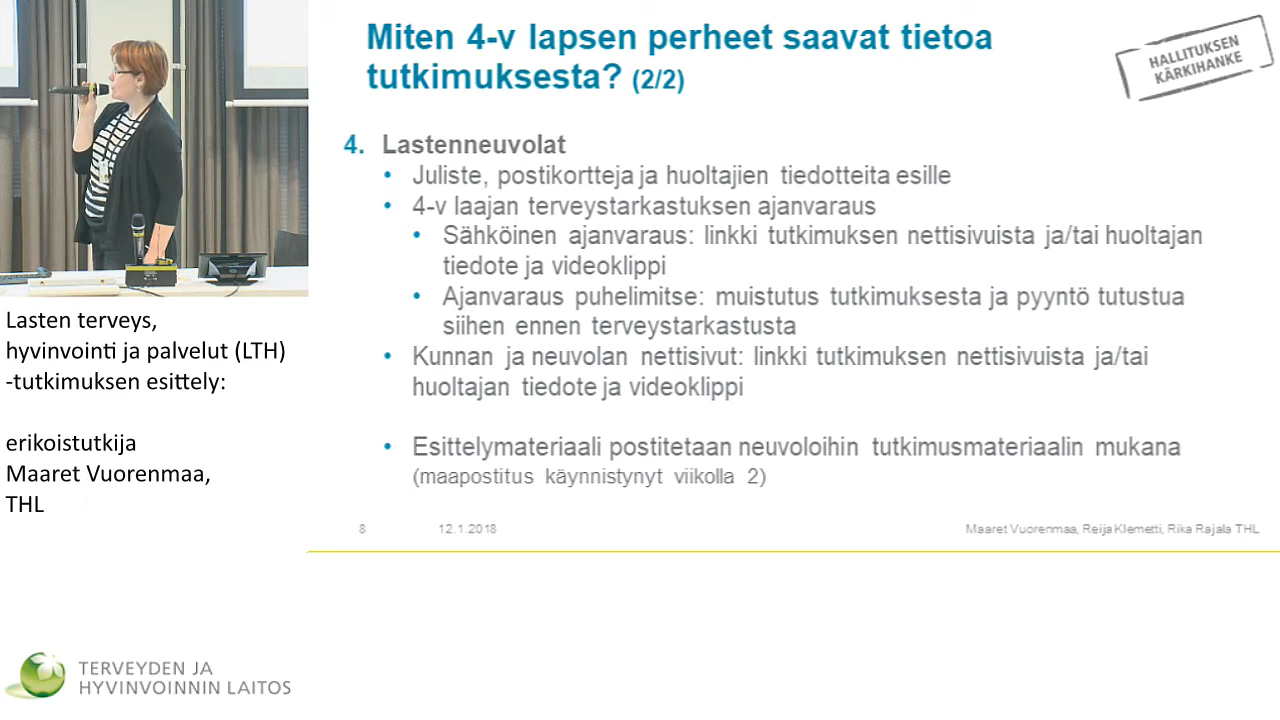 Miten 4-v lapsen perheet saavat tietoa
tutkimuksesta? (2/2)
HALLITUKSEN
KÄRKIHANKE
4. Lastenneuvolat
• Juliste, postikortteja ja huoltajien tiedotteita esille
• 4-v laajan terveystarkastuksen ajanvaraus
• Sähköinen ajanvaraus: linkki tutkimuksen nettisivuista ja/tai huoltajan
tiedote ja videoklippi
• Ajanvaraus puhelimitse: muistutus tutkimuksesta ja pyyntö tutustua
siihen ennen terveystarkastusta
• Kunnan ja neuvolan nettisivut: linkki tutkimuksen nettisivuista ja/tai
huoltajan tiedote ja videoklippi
• Esittelymateriaali postitetaan neuvoloihin tutkimusmateriaalin mukana
(maapostitus käynnistynyt viikolla 2)
8 12.1.2018 Maaret Vuorenmaa, Reija Klemetti, Rika Rajala THL
Lasten terveys,
hyvinvointi ja palvelut (LTH)
-tutkimuksen esittely:
erikoistutkija
Maaret Vuorenmaa,
THL
TERVEYDEN JA
HYVINVOINNIN LAITOS